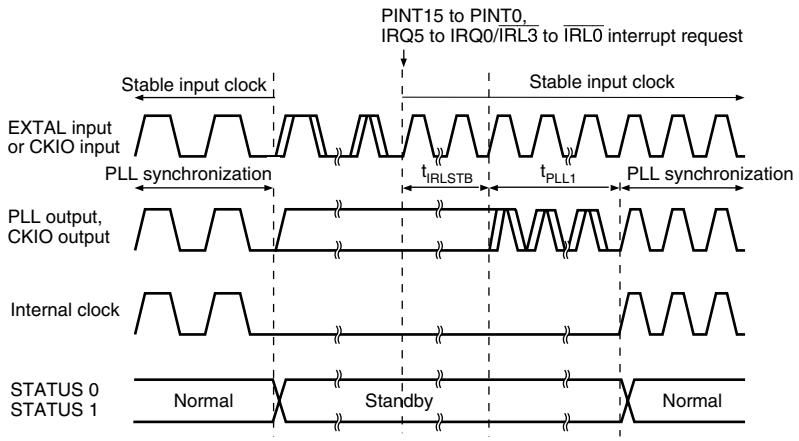 PINT15 to PINT0,
IRQ5 to IRQ0/IRL3 to IRL0 interrupt request
Stable input clock
Stable input clock
EXTAL input
or CKIO input
PLL synchronization
tIRLSTB
tPLL1
PLL synchronization
PLL output,
CKIO output
Internal clock
STATUS 0
STATUS 1
Normal
Standby
Normal